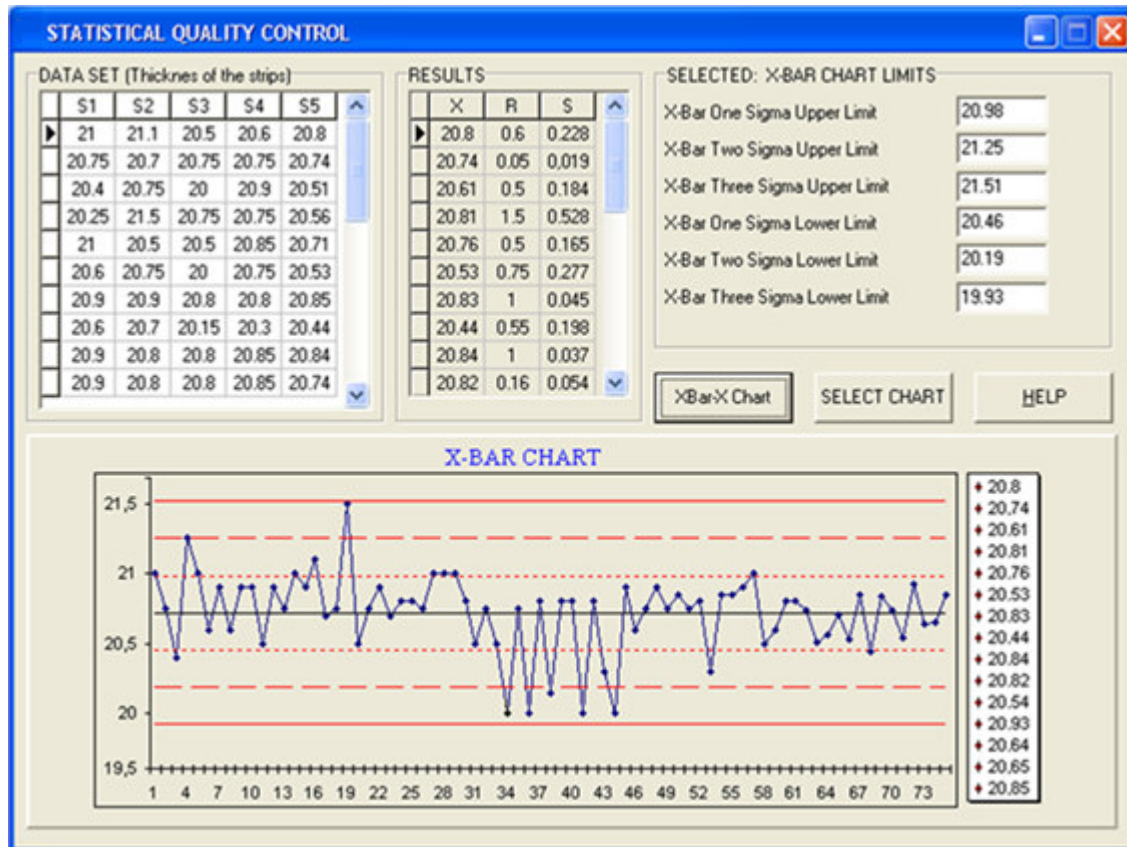 STATISTICAL QUALITY CONTROL
DATA SET (Thicknes of the strips)
S1 S2 S3 S4 S5
21 21.1 20.5 20.6 20.8
20.75 20.7 20.75 20.75 20.74
20.4 20.75 20 20.9 20.51
20.25 21.5 20.75 20.75 20.56
21 20.5 20.5 20.85 20.71
20.6 20.75 20 20.75 20.53
20.9 20.9 20.8 20.8 20.85
20.6 20.7 20.15 20.3 20.44
20.9 20.8 20.8 20.85 20.84
20.9 20.8 20.8 20.85 20.74
RESULTS
X R S
20.8 0.6 0.228
20.74 0.05 0,019
20.61 0.5 0.184
20.81 1.5 0.528
20.76 0.5 0.165
20.53 0.75 0.277
20.83 1 0.045
20.44 0.55 0.198
20.84 1 0.037
20.82 0.16 0.054
SELECTED: X-BAR CHART LIMITS
X-Bar One Sigma Upper Limit 20.98
X-Bar Two Sigma Upper Limit 21.25
X-Bar Three Sigma Upper Limit 21.51
X-Bar One Sigma Lower Limit 20.46
X-Bar Two Sigma Lower Limit 20.19
X-Bar Three Sigma Lower Limit 19.93
XBar-X Chart SELECT CHART HELP
X-BAR CHART
21,5
21
20,5
20
19,5
1 4 7 10 13 16 19 22 25 28 31 34 37 40 43 46 49 52 55 58 61 64 67 70 73
20.8
20,74
20.61
20.81
20.76
20.53
20.83
20.44
20.84
20.82
20.54
20.93
20.64
20,65
20,85